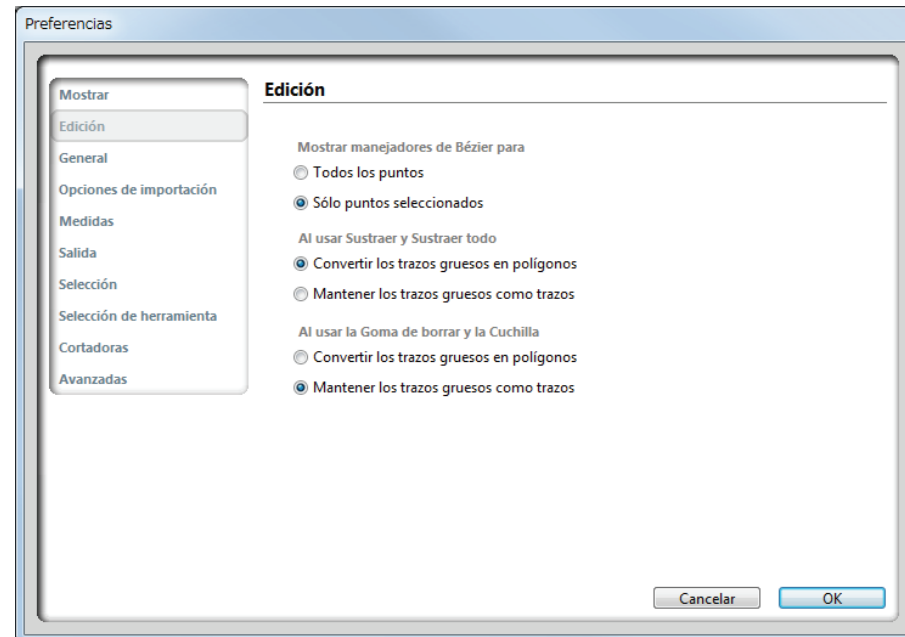 Preferencias
Mostrar
Edición
General
Opciones de importación
Medidas
Salida
Selección
Selección de herramienta
Cortadoras
Avanzadas
Edición
Mostrar manejadores de Bézier para
Todos los puntos
Sólo puntos seleccionados
Al usar Sustraer y Sustraer todo
Convertir los trazos gruesos en polígonos
Mantener los trazos gruesos como trazos
Al usar la Goma de borrar y la Cuchilla
Convertir los trazos gruesos en polígonos
Mantener los trazos gruesos como trazos
Cancelar
OK